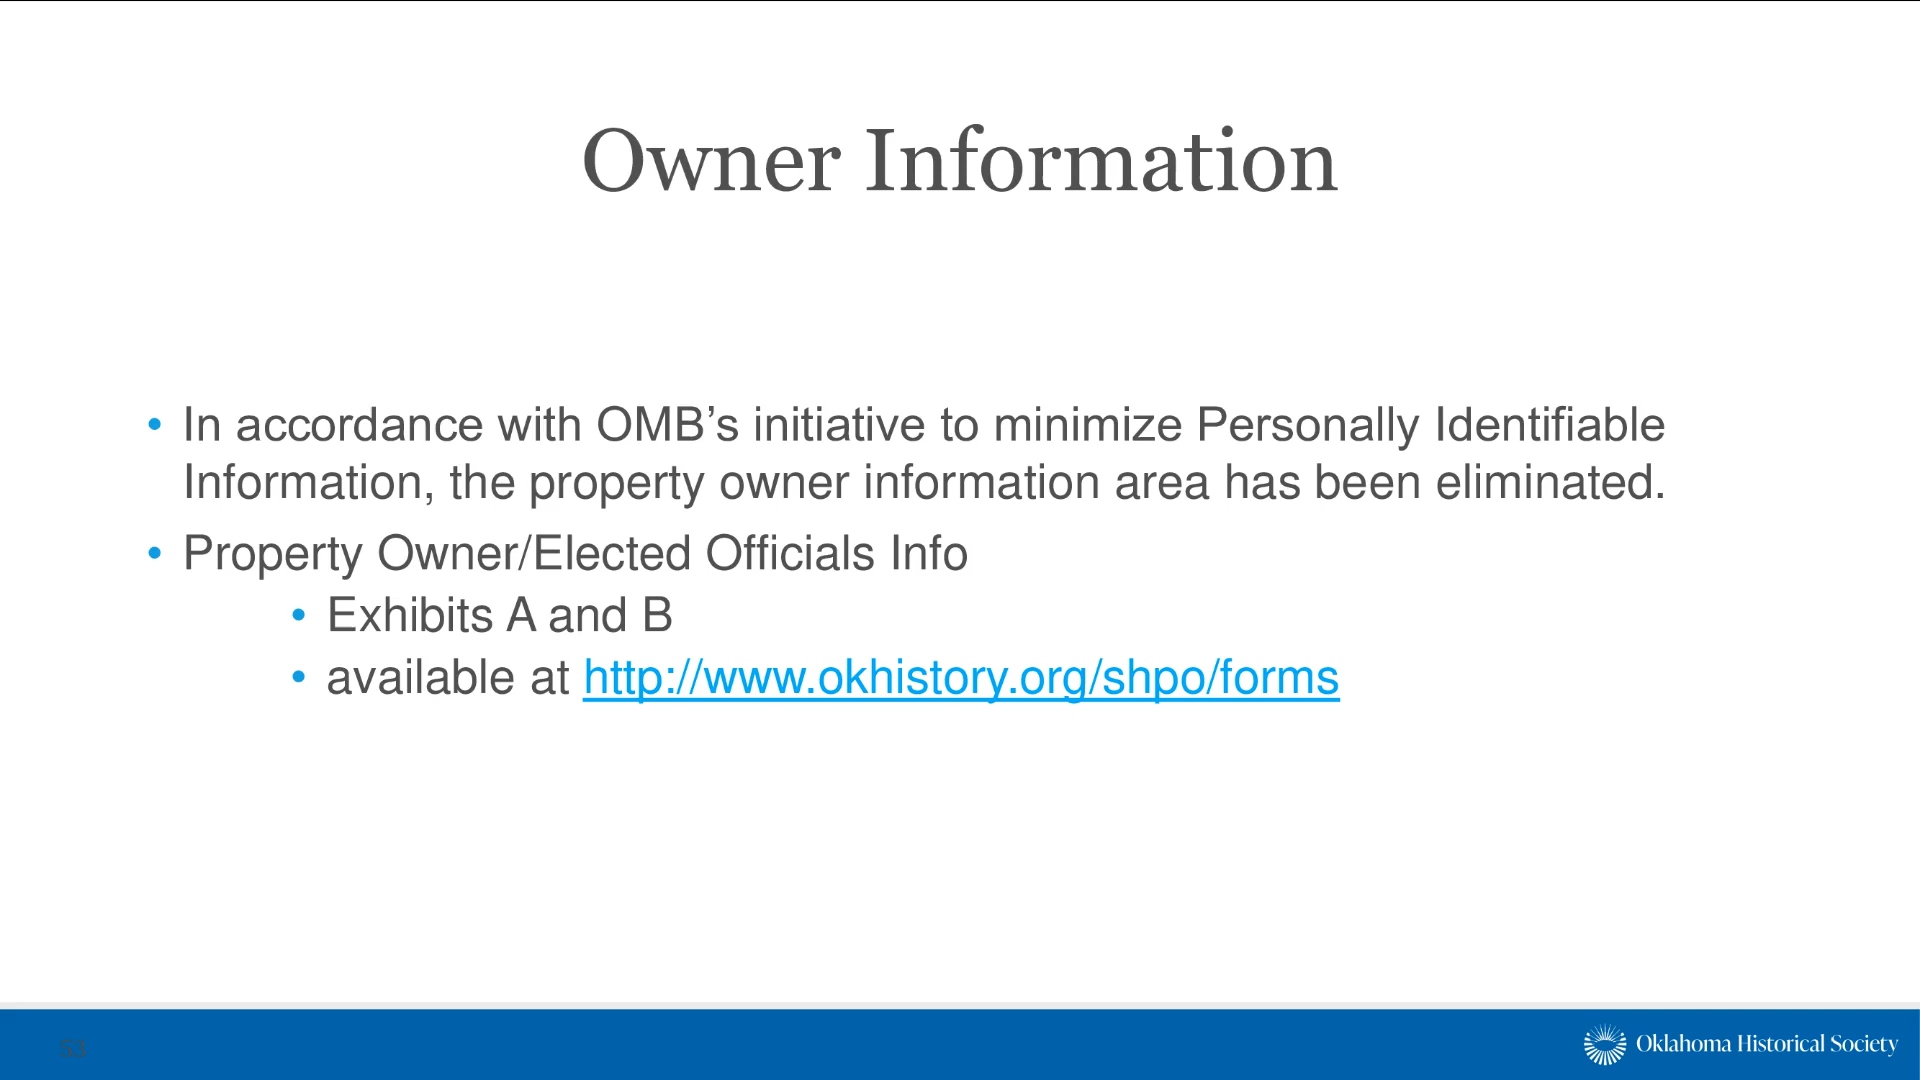 Owner Information
• In accordance with OMB’s initiative to minimize Personally Identifiable
Information, the property owner information area has been eliminated.
• Property Owner/Elected Officials Info
• Exhibits A and B
• available at http://www.okhistory.org/shpo/forms
53
Oklahoma Historical Society